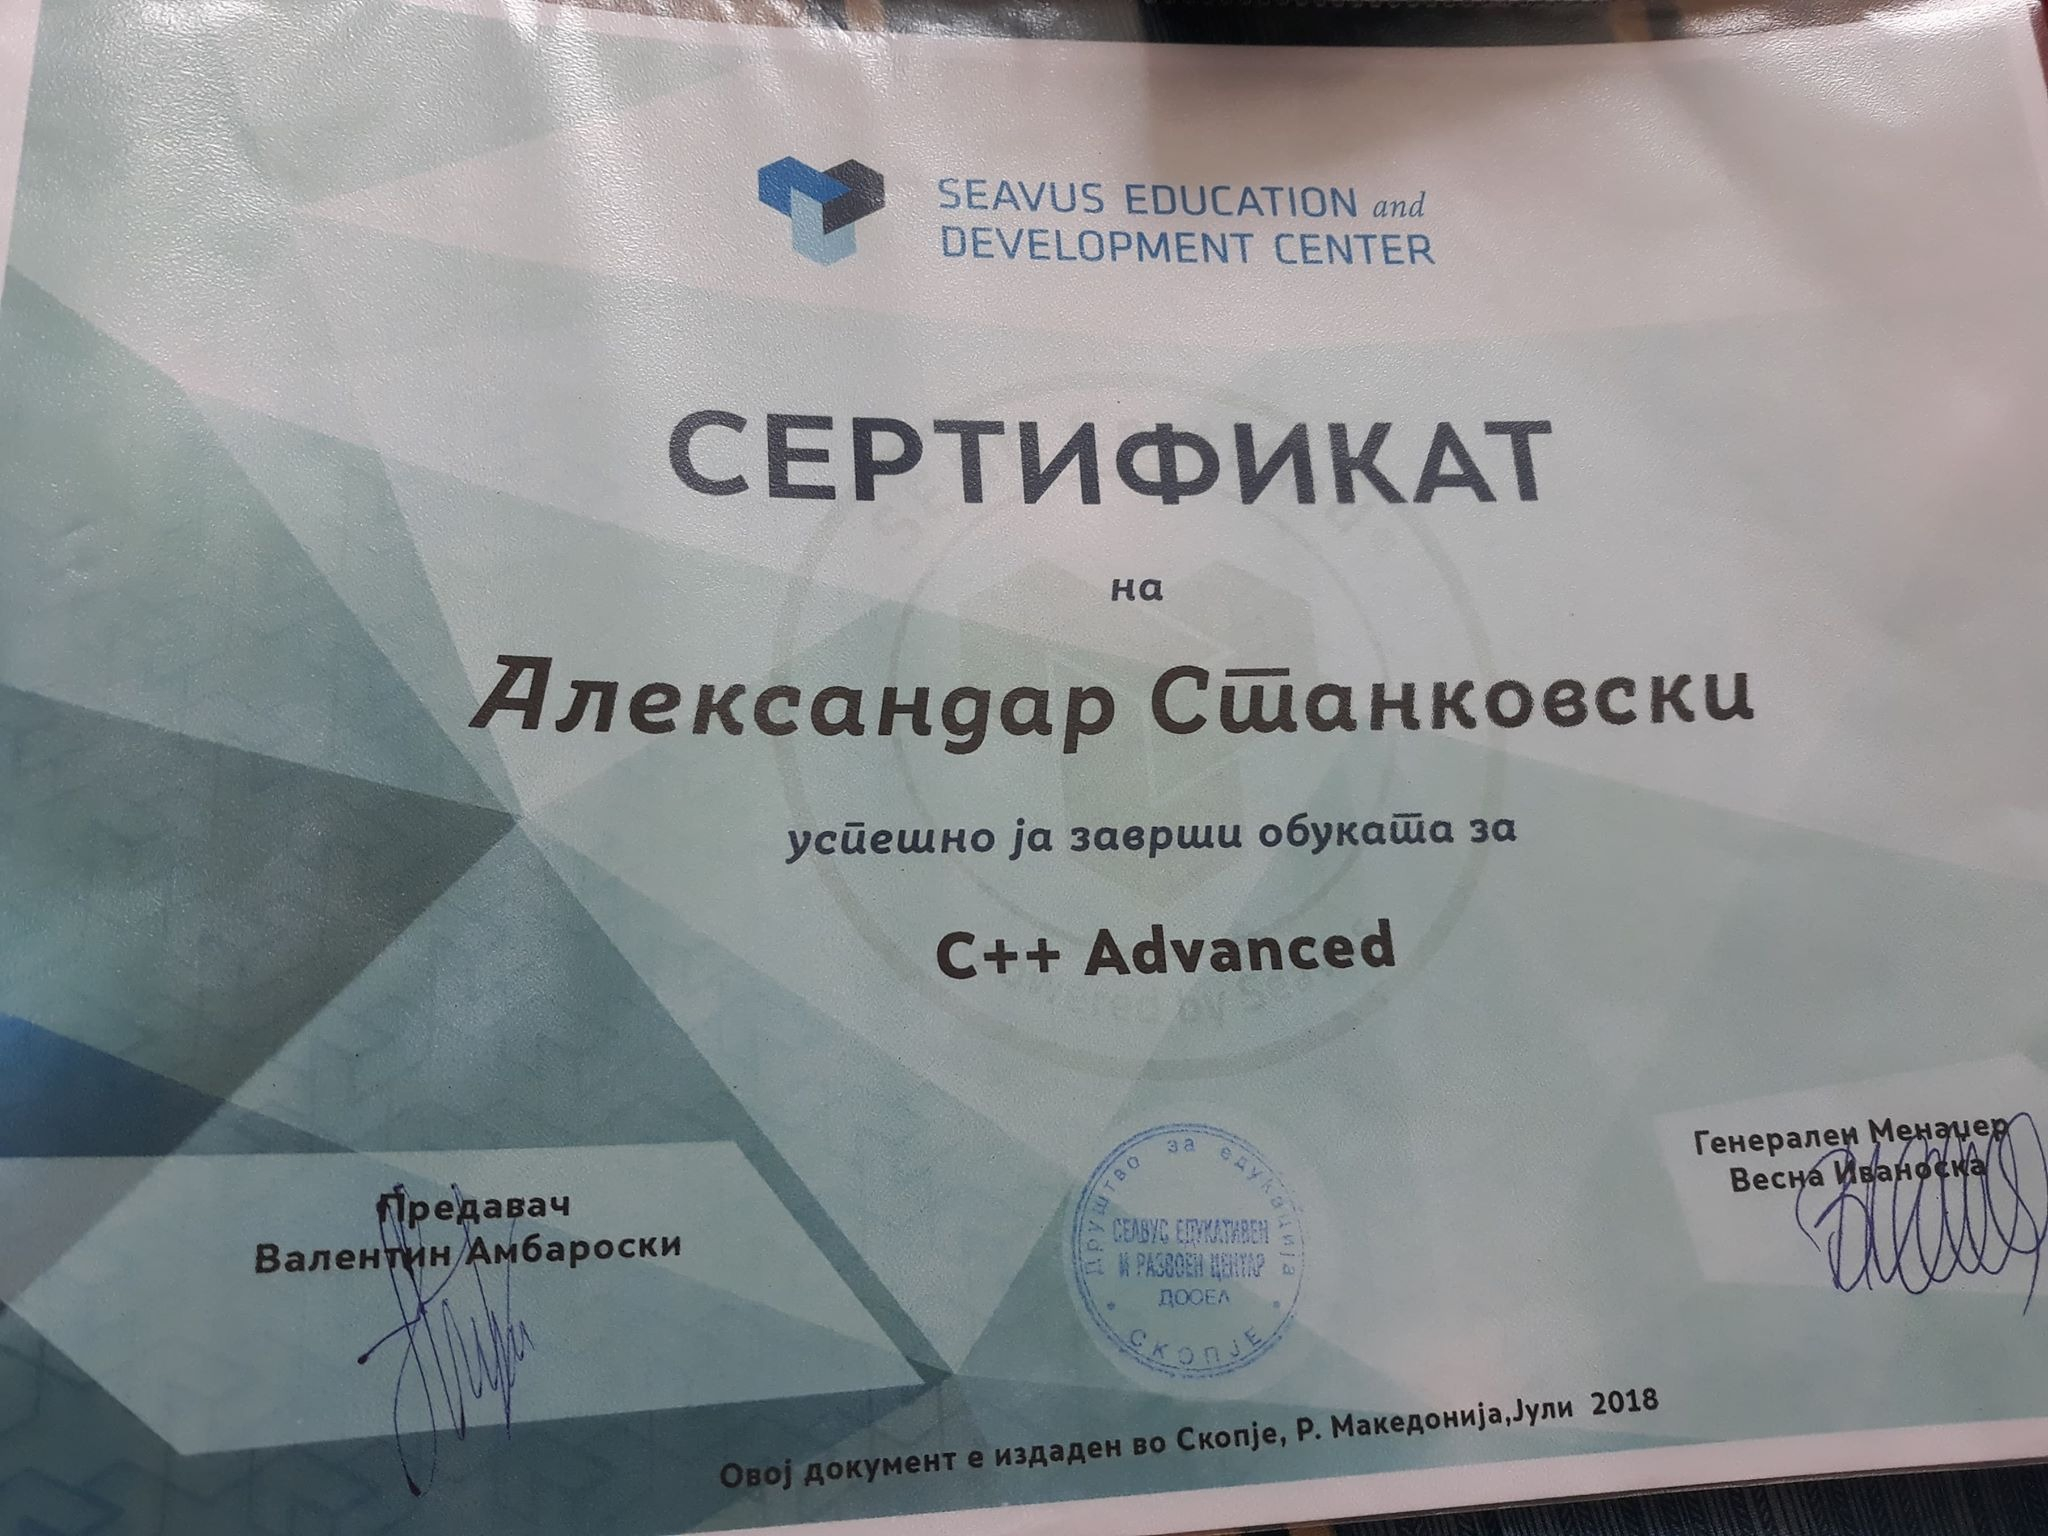 SEAVUS EDUCATION and
DEVELOPMENT CENTER
СЕРТИФИКАТ
на
Александар Станковски
успешно ја заврши обуката за
C++ Advanced
Предавач
Валентин Амбароски
Друштво за едукација
СЕАВУС ЕДУКАТИВЕН
И РАЗВОЕН ЦЕНТАР
ДООЕЛ
СКОПЈЕ
Генерален Менаџер
Весна Иваноска
Овој документ е издаден во Скопје, Р. Македонија,Јули 2018